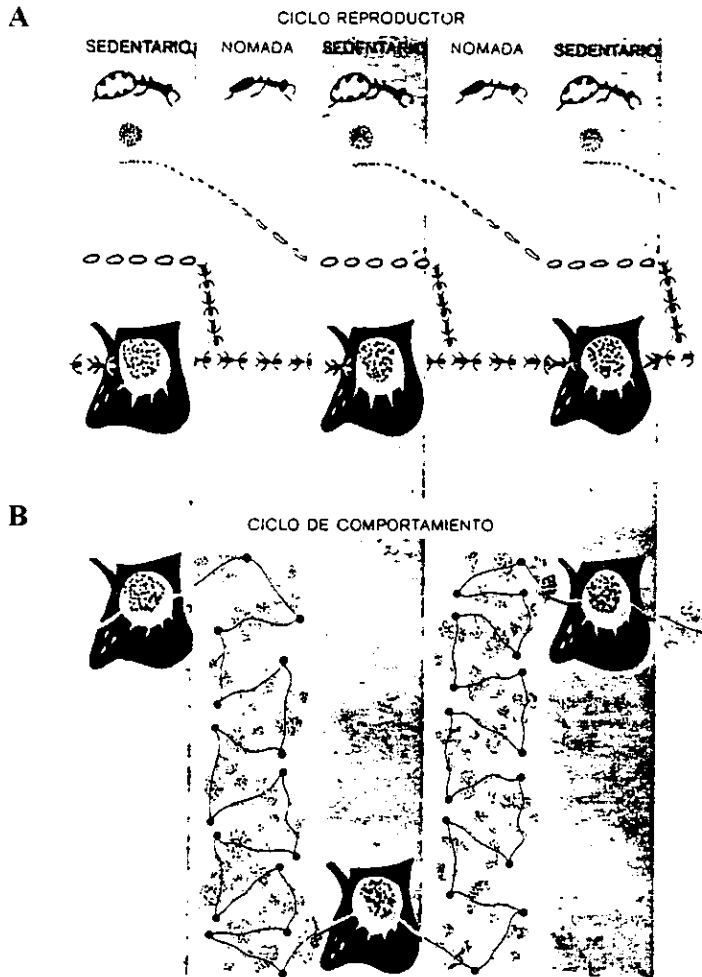 A
CICLO REPRODUCTOR
SEDENTARIO NOMADA SEDENTARIO NOMADA SEDENTARIO
B
CICLO DE COMPORTAMIENTO